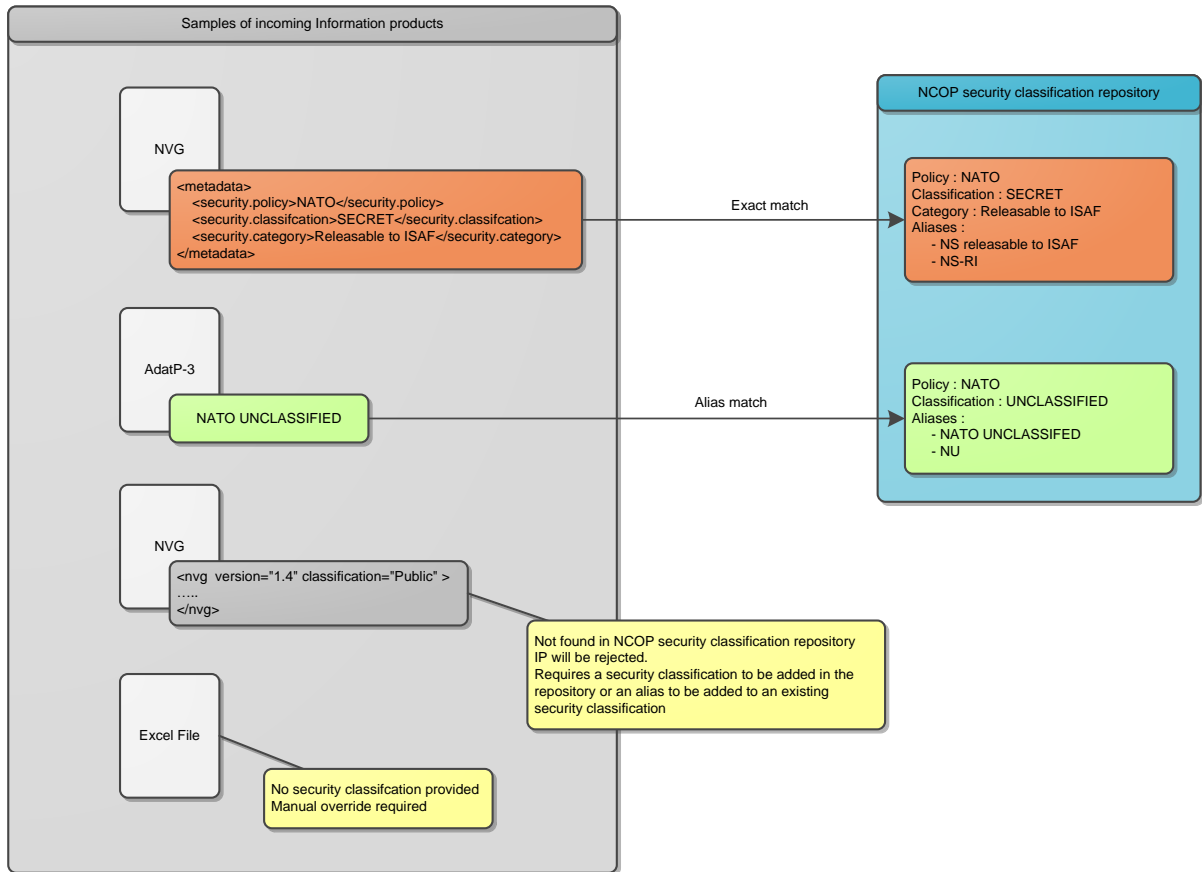 Samples of incoming Information products
NVG
<metadata>
<security.policy>NATO</security.policy>
<security.classifcation>SECRET</security.classifcation>
<security.category>Releasable to ISAF</security.category>
</metadata>
Exact match
NCOP security classification repository
Policy : NATO
Classification : SECRET
Category : Releasable to ISAF
Aliases :
- NS releasable to ISAF
- NS-RI
AdatP-3
NATO UNCLASSIFIED
Alias match
Policy : NATO
Classification : UNCLASSIFIED
Aliases :
- NATO UNCLASSIFED
- NU
NVG
<nvg  version="1.4" classification="Public" >
…..
</nvg>
Not found in NCOP security classification repository
IP will be rejected.
Requires a security classification to be added in the
repository or an alias to be added to an existing
security classification
Excel File
No security classifcation provided
Manual override required